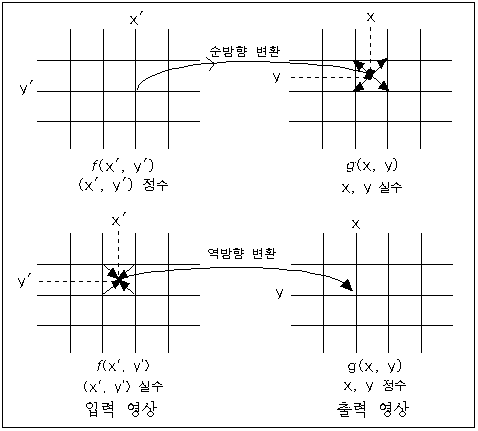 x′
순방향 변환
x
y′
y
f(x′, y′)
(x′, y′) 정수
g(x, y)
x, y 실수
x′
역방향 변환
x
y′
y
f(x′, y′)
(x′, y′) 실수
입력 영상
g(x, y)
x, y 정수
출력 영상